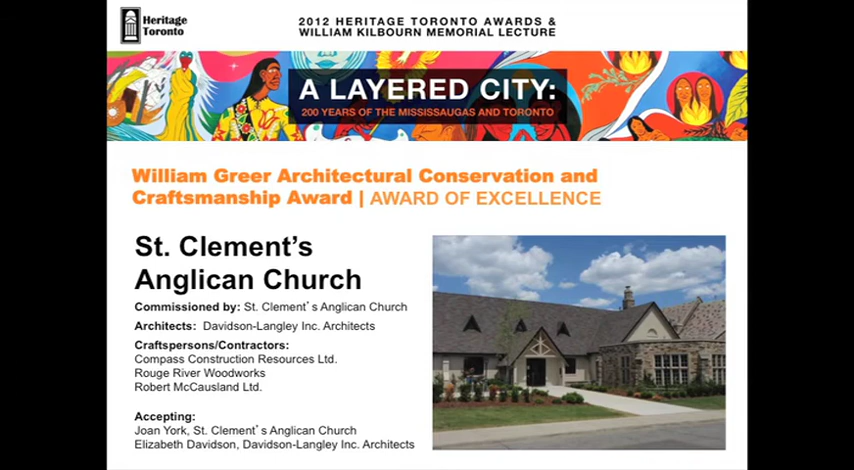 Heritage
Toronto
2012 HERITAGE TORONTO AWARDS &
WILLIAM KILBOURN MEMORIAL LECTURE
A LAYERED CITY:
200 YEARS OF THE MISSISSAUGAS AND TORONTO
William Greer Architectural Conservation and
Craftsmanship Award | AWARD OF EXCELLENCE
St. Clement's
Anglican Church
Commissioned by: St. Clement's Anglican Church
Architects: Davidson-Langley Inc. Architects
Craftspersons/Contractors:
Compass Construction Resources Ltd.
Rouge River Woodworks
Robert McCausland Ltd.
Accepting:
Joan York, St. Clement's Anglican Church
Elizabeth Davidson, Davidson-Langley Inc. Architects